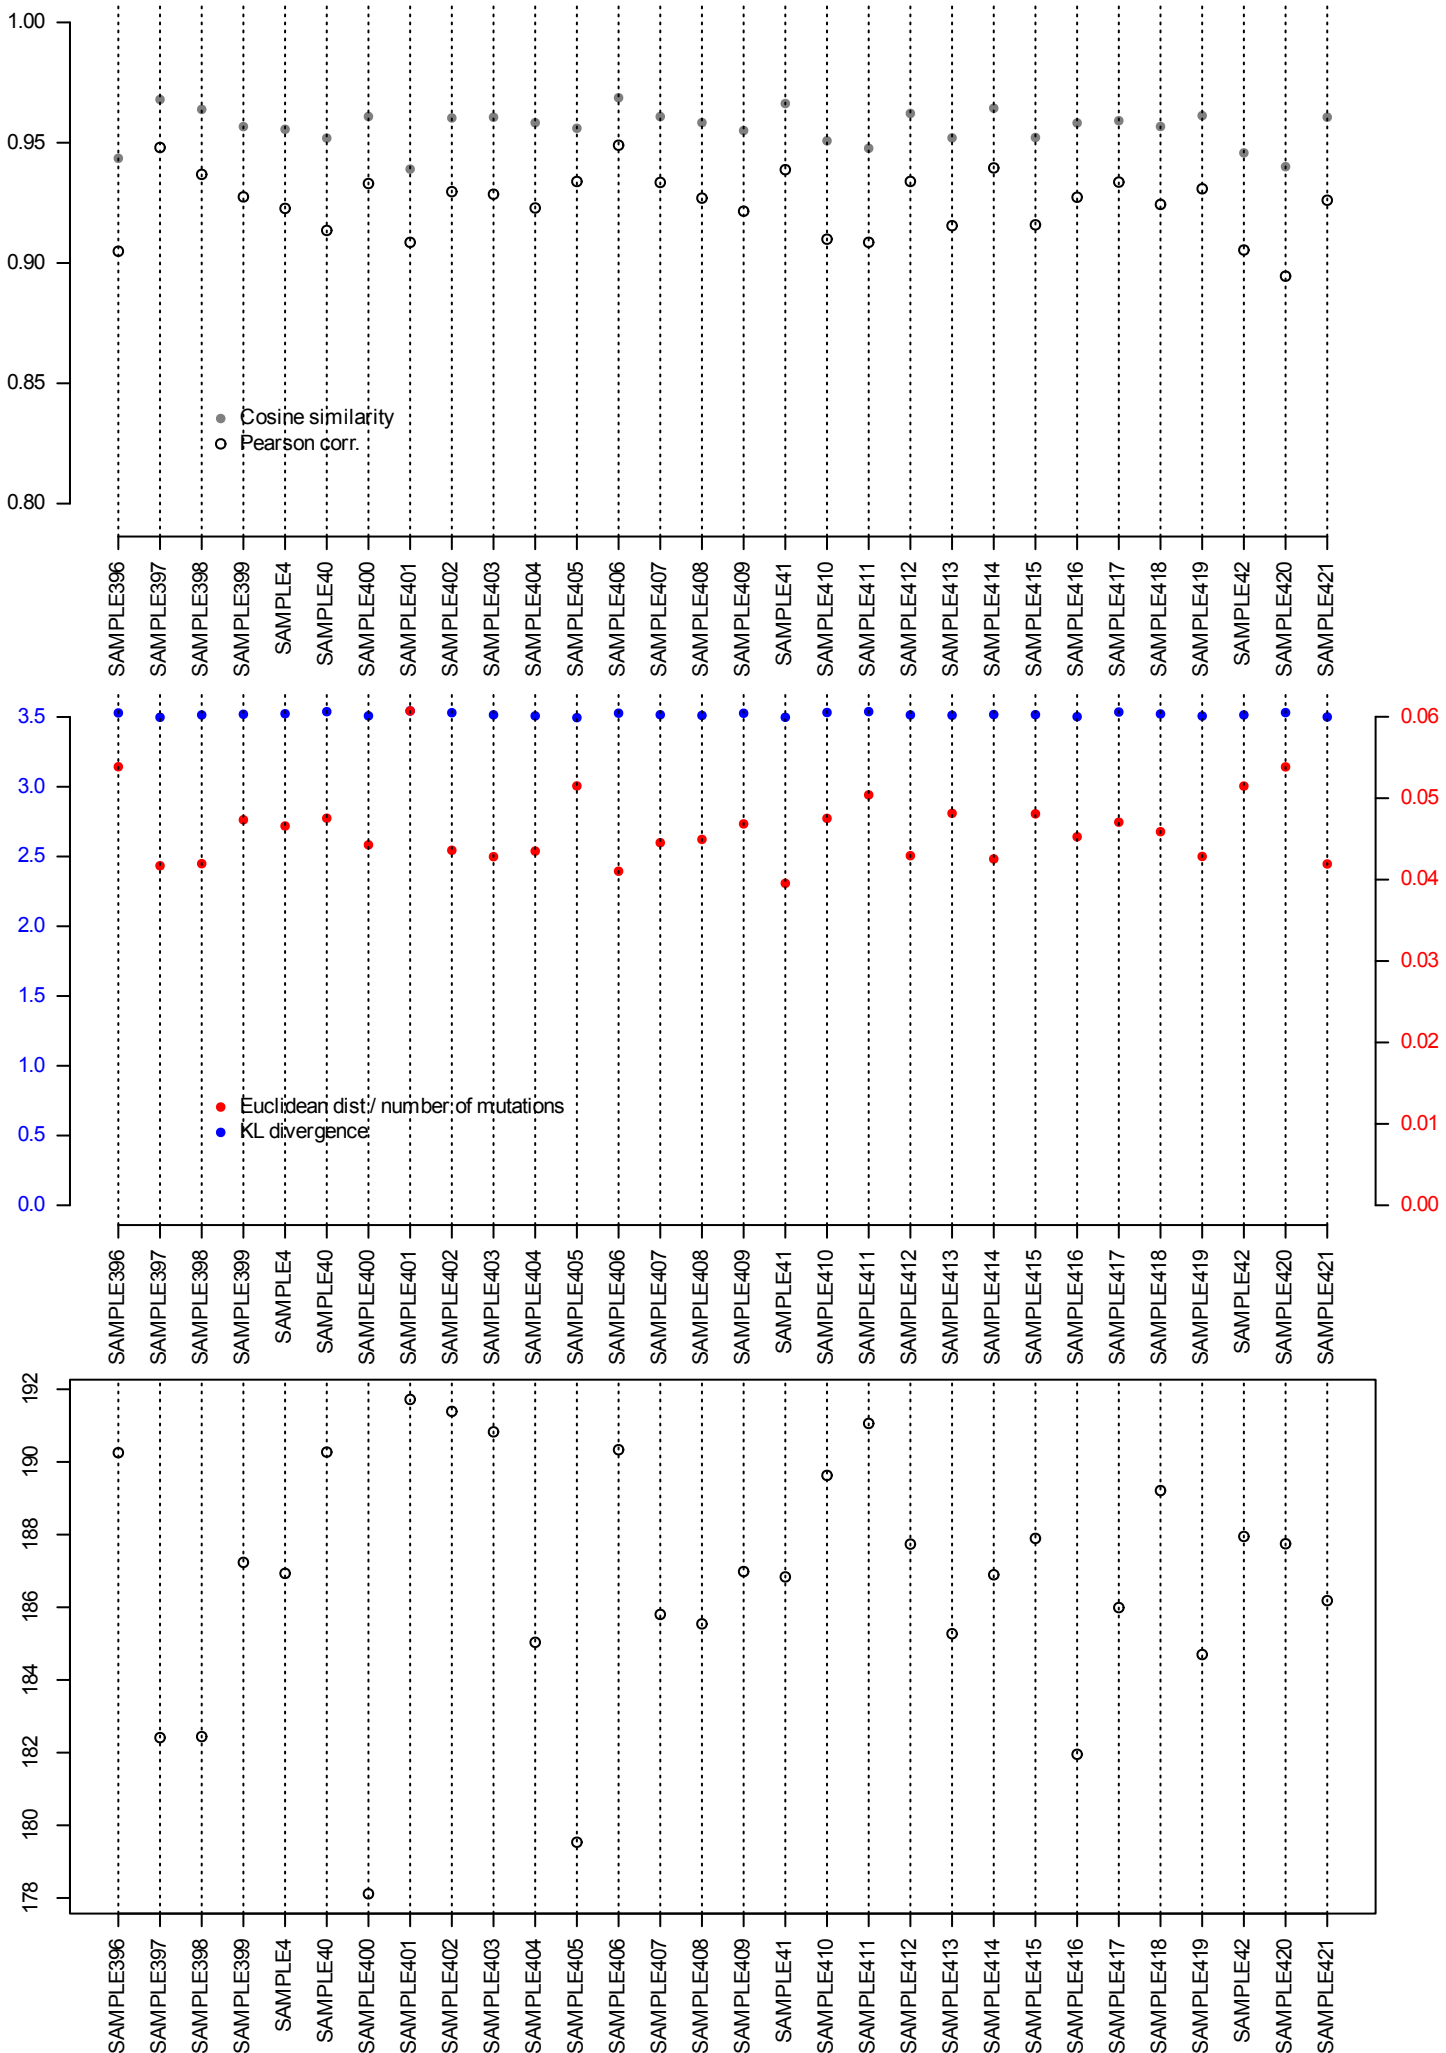 1.00
0.95
0.90
0.85
0.80
Cosine similarity
Pearson corr.
SAMPLE396
SAMPLE397
SAMPLE398
SAMPLE399
SAMPLE4
SAMPLE40
SAMPLE400
SAMPLE401
SAMPLE402
SAMPLE403
SAMPLE404
SAMPLE405
SAMPLE406
SAMPLE407
SAMPLE408
SAMPLE409
SAMPLE41
SAMPLE410
SAMPLE411
SAMPLE412
SAMPLE413
SAMPLE414
SAMPLE415
SAMPLE416
SAMPLE417
SAMPLE418
SAMPLE419
SAMPLE42
SAMPLE420
SAMPLE421
3.5
3.0
2.5
2.0
1.5
1.0
0.5
0.0
Euclidean dist./ number of mutations
KL divergence
0.06
0.05
0.04
0.03
0.02
0.01
0.00
SAMPLE396
SAMPLE397
SAMPLE398
SAMPLE399
SAMPLE4
SAMPLE40
SAMPLE400
SAMPLE401
SAMPLE402
SAMPLE403
SAMPLE404
SAMPLE405
SAMPLE406
SAMPLE407
SAMPLE408
SAMPLE409
SAMPLE41
SAMPLE410
SAMPLE411
SAMPLE412
SAMPLE413
SAMPLE414
SAMPLE415
SAMPLE416
SAMPLE417
SAMPLE418
SAMPLE419
SAMPLE42
SAMPLE420
SAMPLE421
192
190
188
186
184
182
180
178
SAMPLE396
SAMPLE397
SAMPLE398
SAMPLE399
SAMPLE4
SAMPLE40
SAMPLE400
SAMPLE401
SAMPLE402
SAMPLE403
SAMPLE404
SAMPLE405
SAMPLE406
SAMPLE407
SAMPLE408
SAMPLE409
SAMPLE41
SAMPLE410
SAMPLE411
SAMPLE412
SAMPLE413
SAMPLE414
SAMPLE415
SAMPLE416
SAMPLE417
SAMPLE418
SAMPLE419
SAMPLE42
SAMPLE420
SAMPLE421